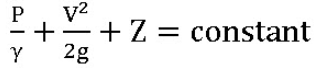 P/γ + V²/2g + Z = constant